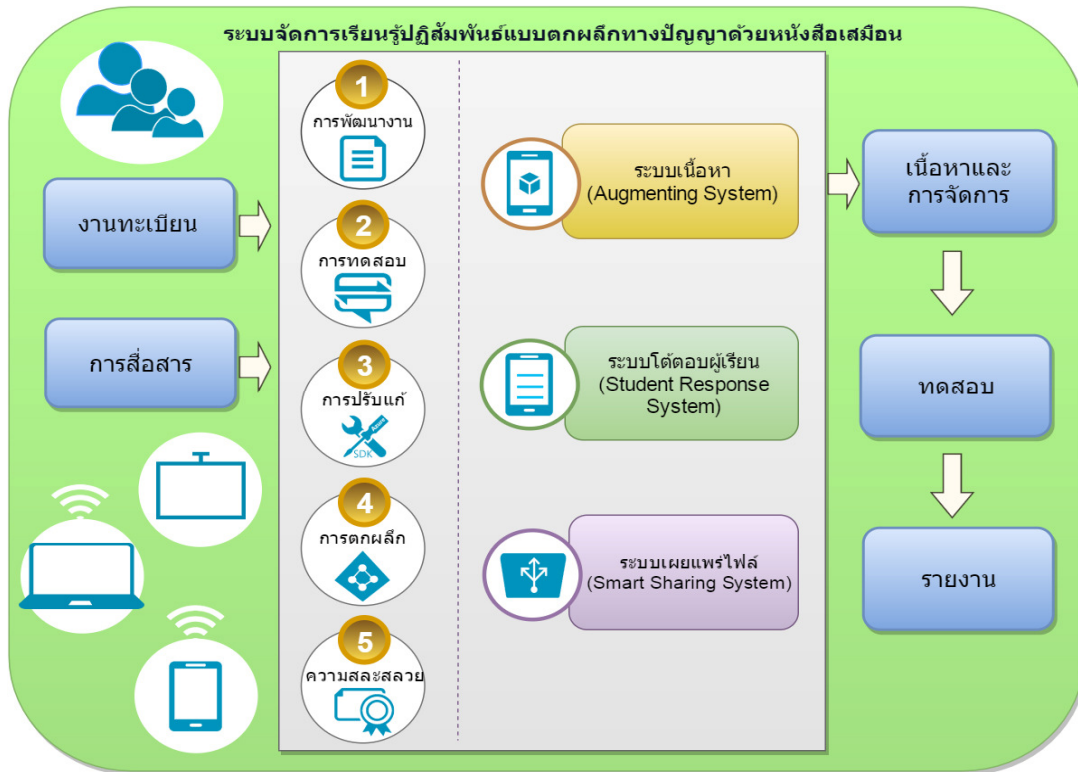 ระบบจัดการเรียนรู้ปฏิสัมพันธ์แบบตกผลึกทางปัญญาด้วยหนังสือเสมือน
งานทะเบียน
การสื่อสาร
1
การพัฒนางาน
2
การทดสอบ
3
การปรับแก้
Azure
SDK
4
การตกผลึก
5
ความสละสลวย
ระบบเนื้อหา
(Augmenting System)
ระบบโต้ตอบผู้เรียน
(Student Response
System)
ระบบเผยแพร่ไฟล์
(Smart Sharing System)
เนื้อหาและ
การจัดการ
ทดสอบ
รายงาน